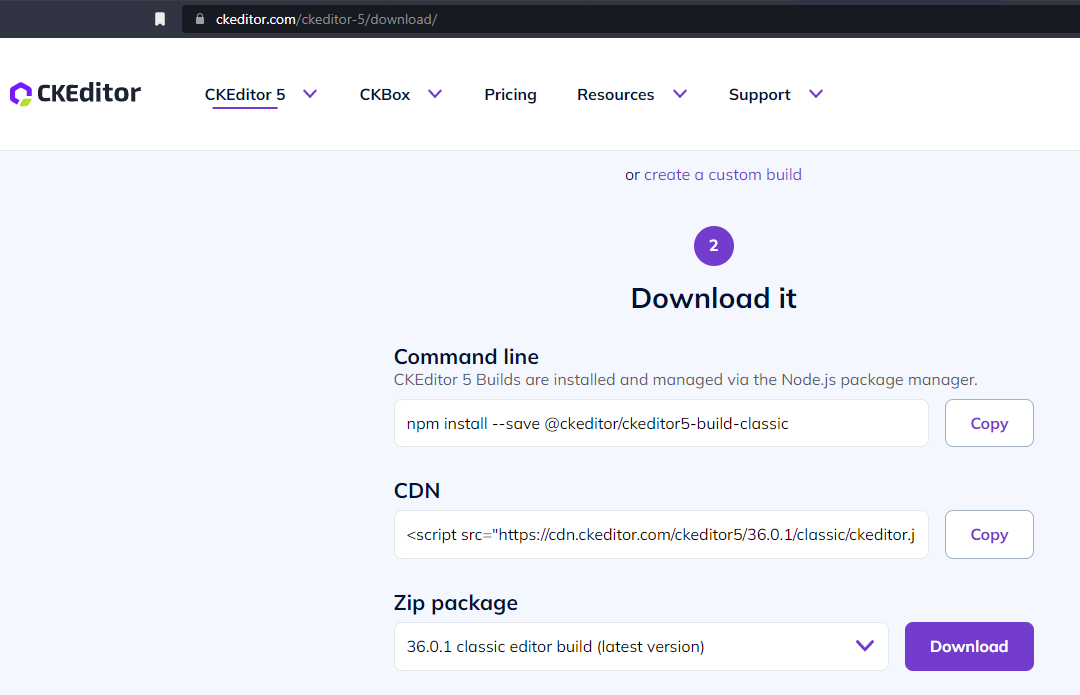 ckeditor.com/ckeditor-5/download/
CKEditor
CKEditor 5
CKBox
Pricing
Resources
Support
or create a custom build
2
Download it
Command line
CKEditor 5 Builds are installed and managed via the Node.js package manager.
npm install --save @ckeditor/ckeditor5-build-classic
Copy
CDN
<script src="https://cdn.ckeditor.com/ckeditor5/36.0.1/classic/ckeditor.j
Copy
Zip package
36.0.1 classic editor build (latest version)
Download